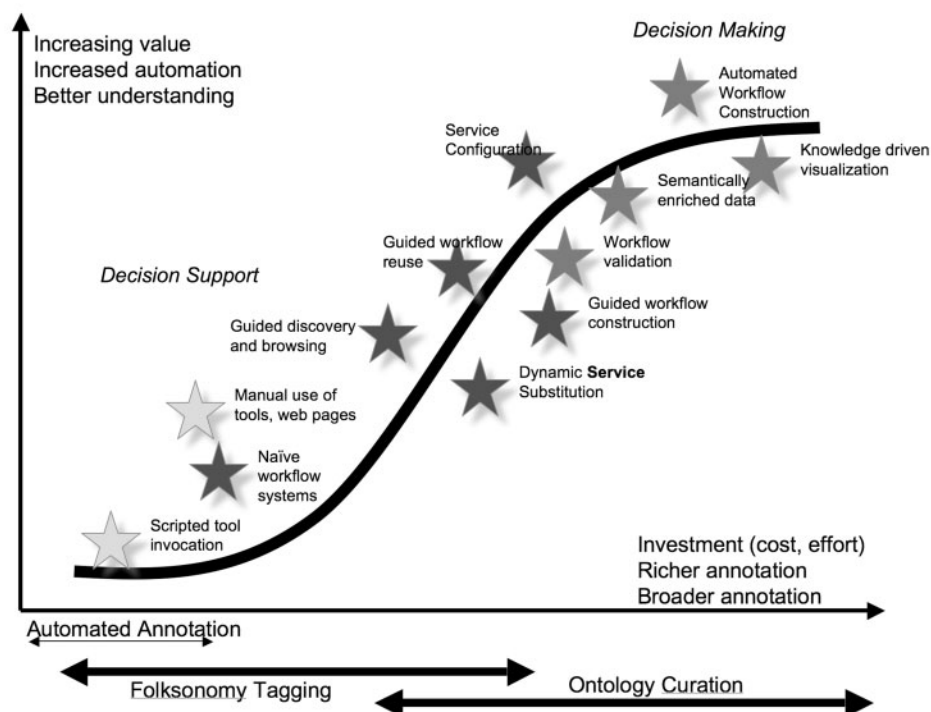 Increasing value
Increased automation
Better understanding
Decision Making
Automated
Workflow
Construction
Service
Configuration
Knowledge driven
visualization
Semantically
enriched data
Guided workflow
reuse
Workflow
validation
Decision Support
Guided workflow
construction
Guided discovery
and browsing
Dynamic Service
Substitution
Manual use of
tools, web pages
Naïve
workflow
systems
Scripted tool
invocation
Investment (cost, effort)
Richer annotation
Broader annotation
Automated Annotation
Folksonomy Tagging
Ontology Curation